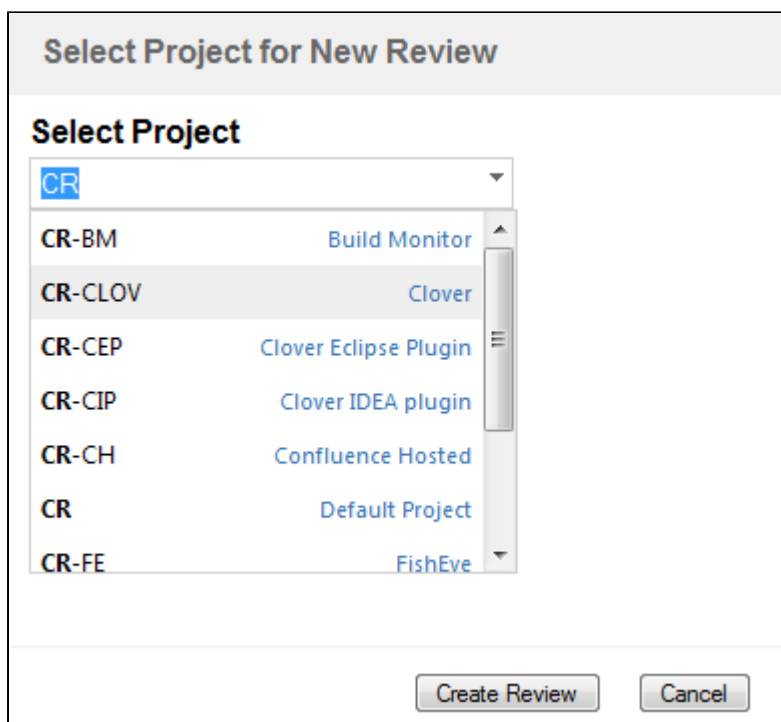 Select Project for New Review
Select Project
CR
CR-BM Build Monitor
CR-CLOV Clover
CR-CEP Clover Eclipse Plugin
CR-CIP Clover IDEA plugin
CR-CH Confluence Hosted
CR Default Project
CR-FE FishEye
Create Review Cancel